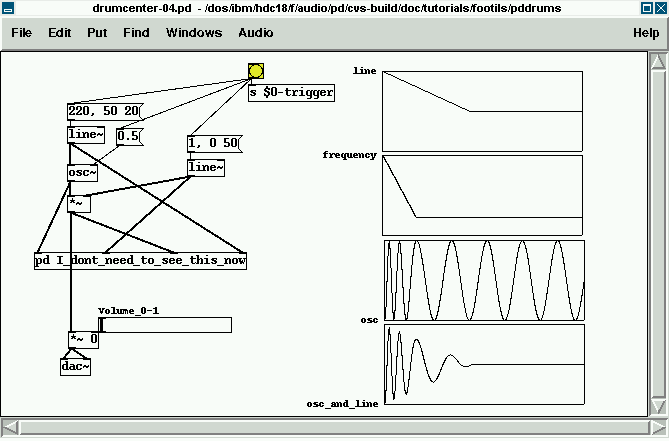 drumcenter-04.pd - /dos/ibm/hdc18/f/audio/pd/cvs-build/doc/tutorials/footils/pddrums
File Edit Put Find Windows Audio Help
s $0-trigger
220, 50 20
line~
0.5
1, 0 50
line~
osc~
*~
pd I_dont_need_to_see_this_now
Volume_0-1
*~ 0
dac~
line
frequency
osc
osc_and_line